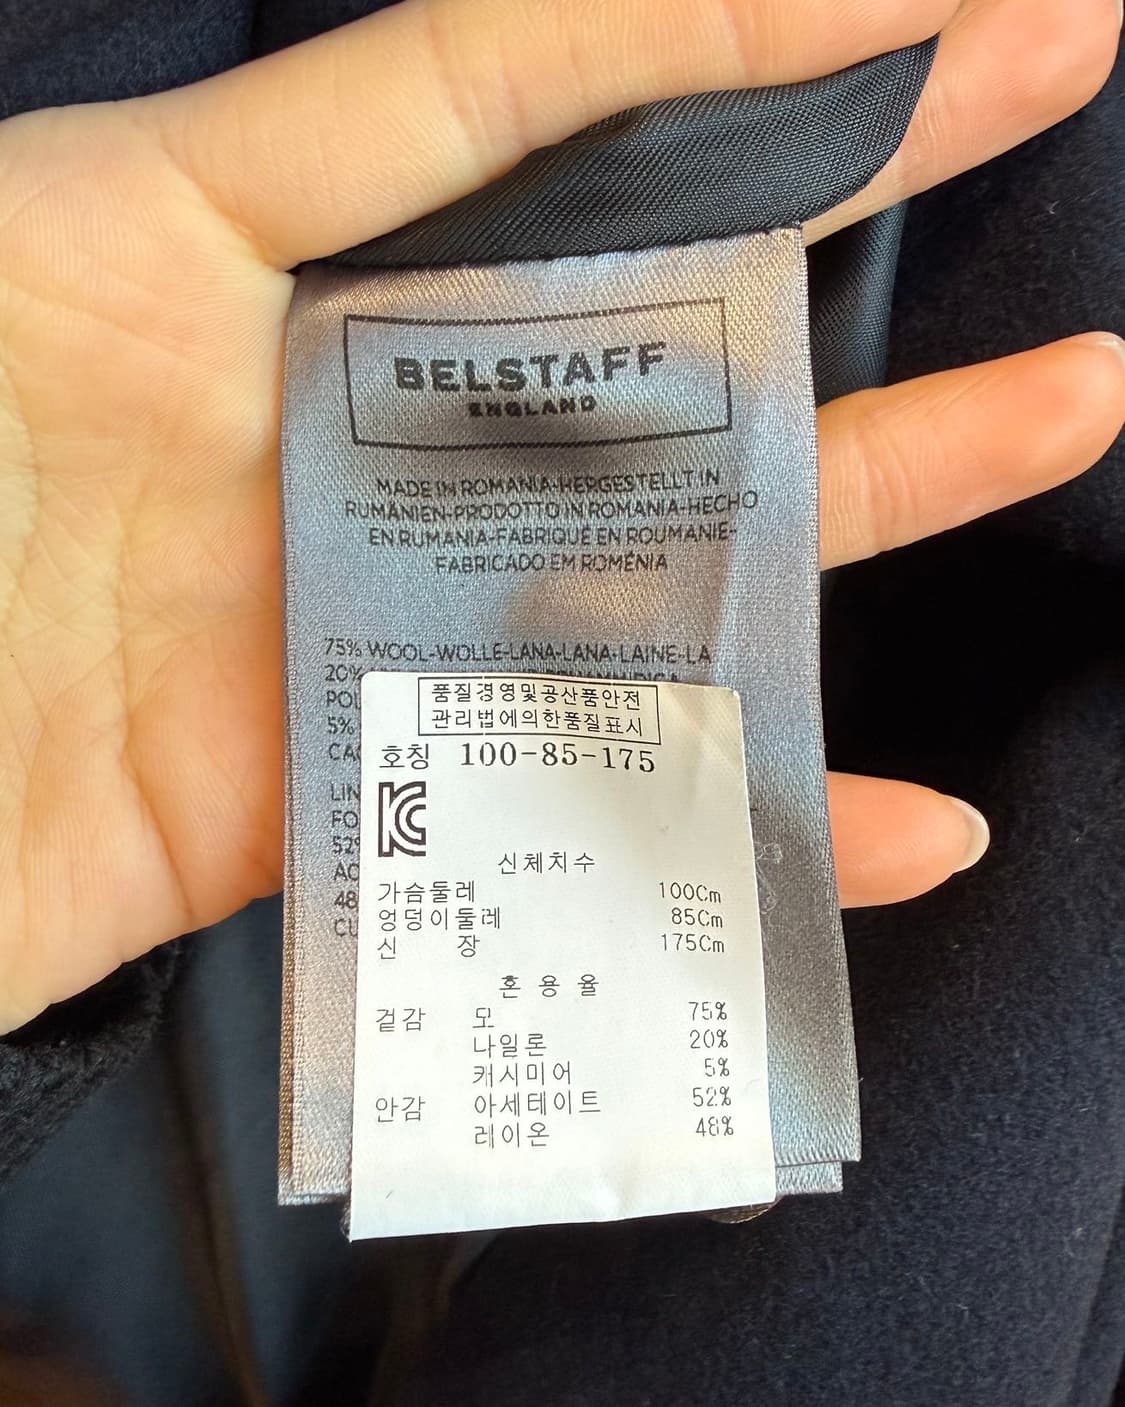 BELSTAFF
ENGLAND
MADE IN ROMANIA-HERGESTELLT IN
RUMÄNIEN-PRODOTTO IN ROMANIA-HECHO
EN RUMANIA-FABRIQUÉ EN ROUMANIE-
FABRICADO EM ROMÉNIA
75% WOOL-WOLLE-LANA-LANA-LAINE-LA
20%
5%
품질경영및공산품안전
관리법에의한품질표시
호칭 100-85-175
신체치수
가슴둘레 100Cm
엉덩이둘레 85Cm
신 장 175Cm
혼 용 율
겉감 모 75%
나일론 20%
캐시미어 5%
안감 아세테이트 52%
레이온 48%